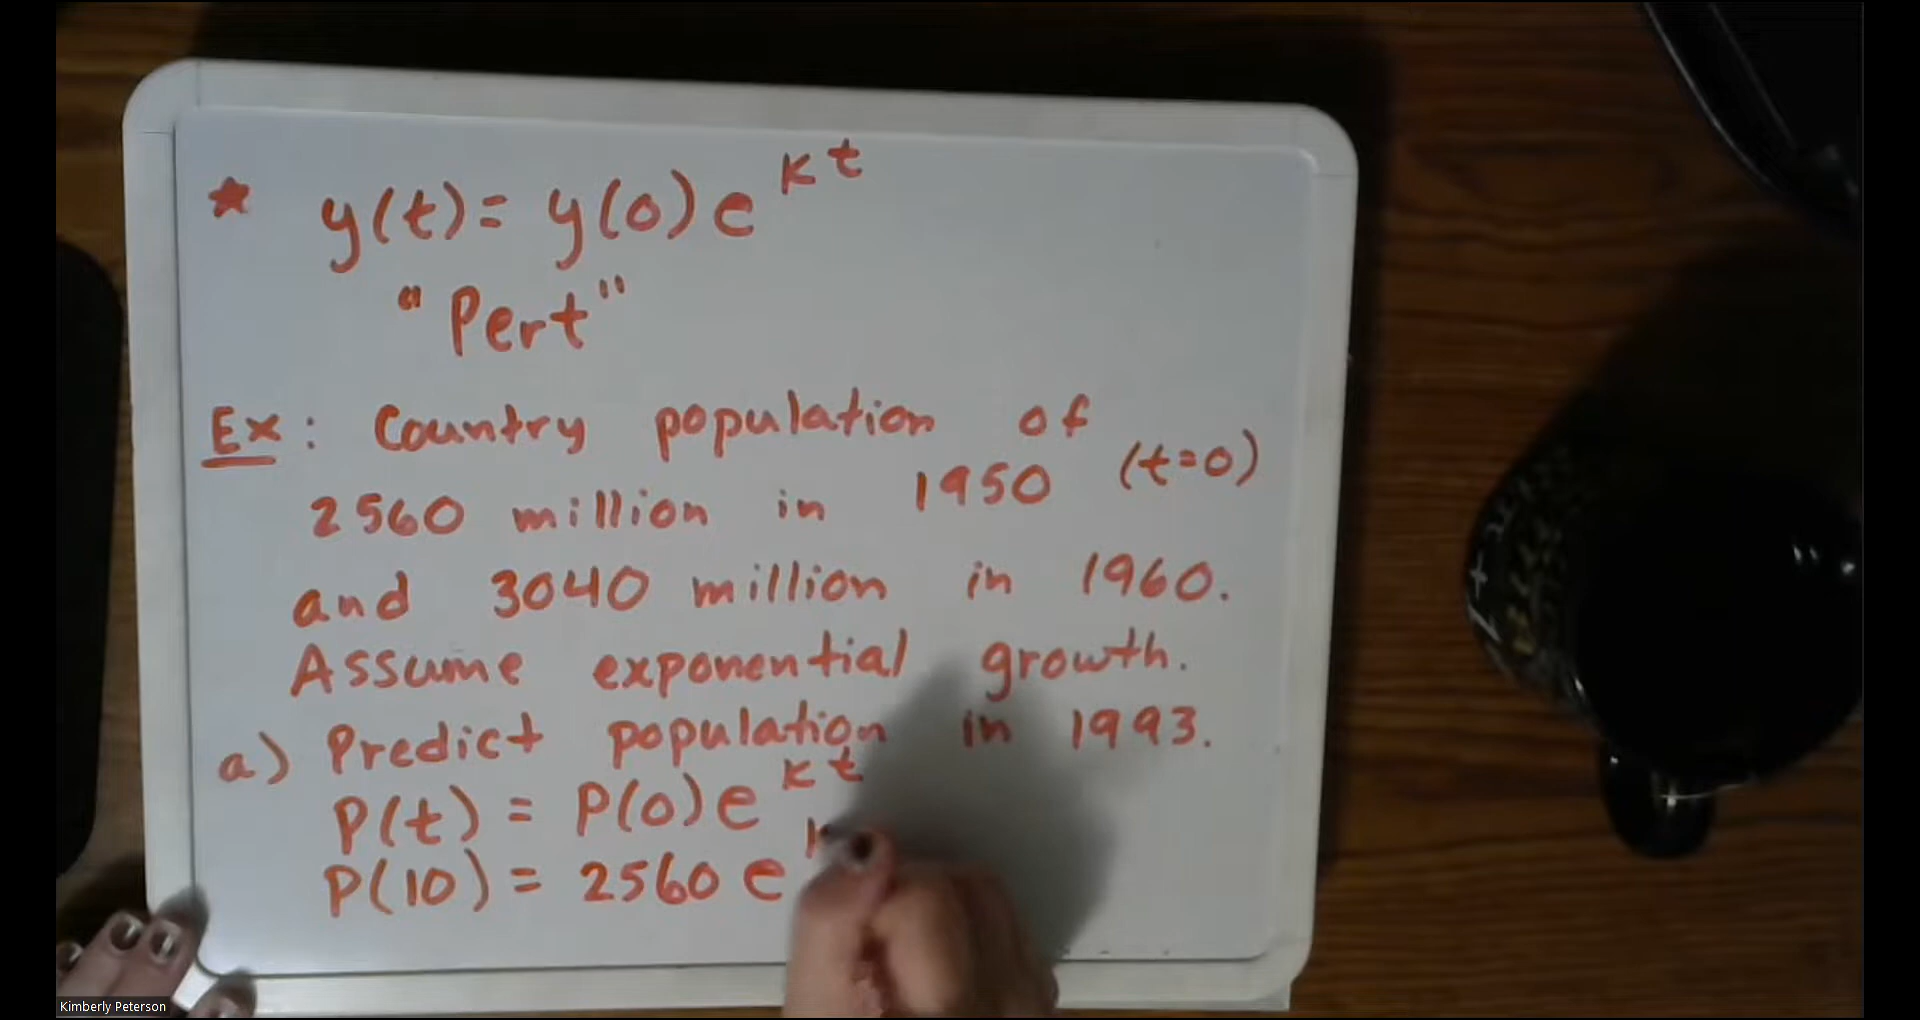 ★ y(t) = y(0)e^kt
"Pert"
Ex: Country population of
2560 million in 1950 (t=0)
and 3040 million in 1960.
Assume exponential growth.
a) Predict population in 1993.
P(t) = P(0)e^kt
P(10) = 2560 e
Kimberly Peterson